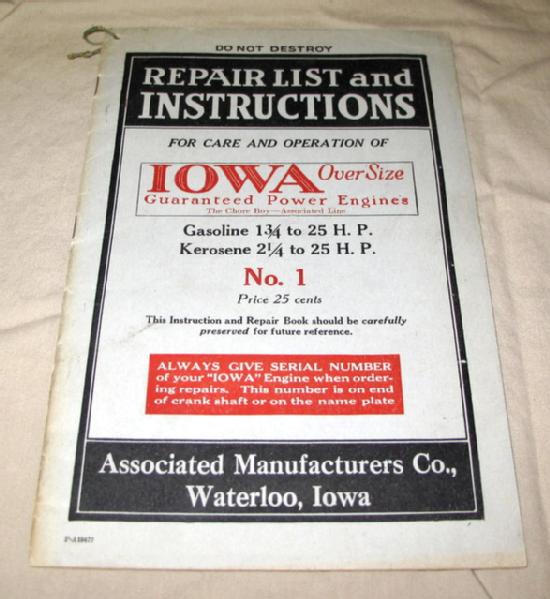 DO NOT DESTROY
REPAIR LIST and
INSTRUCTIONS
FOR CARE AND OPERATION OF
IOWA OverSize
Guaranteed Power Engines
The Chore Boy—Associated Line
Gasoline 1¾ to 25 H. P.
Kerosene 2¼ to 25 H. P.
No. 1
Price 25 cents
This Instruction and Repair Book should be carefully
preserved for future reference.
ALWAYS GIVE SERIAL NUMBER
of your "IOWA" Engine when order-
ing repairs. This number is on end
of crank shaft or on the name plate
Associated Manufacturers Co.,
Waterloo, Iowa